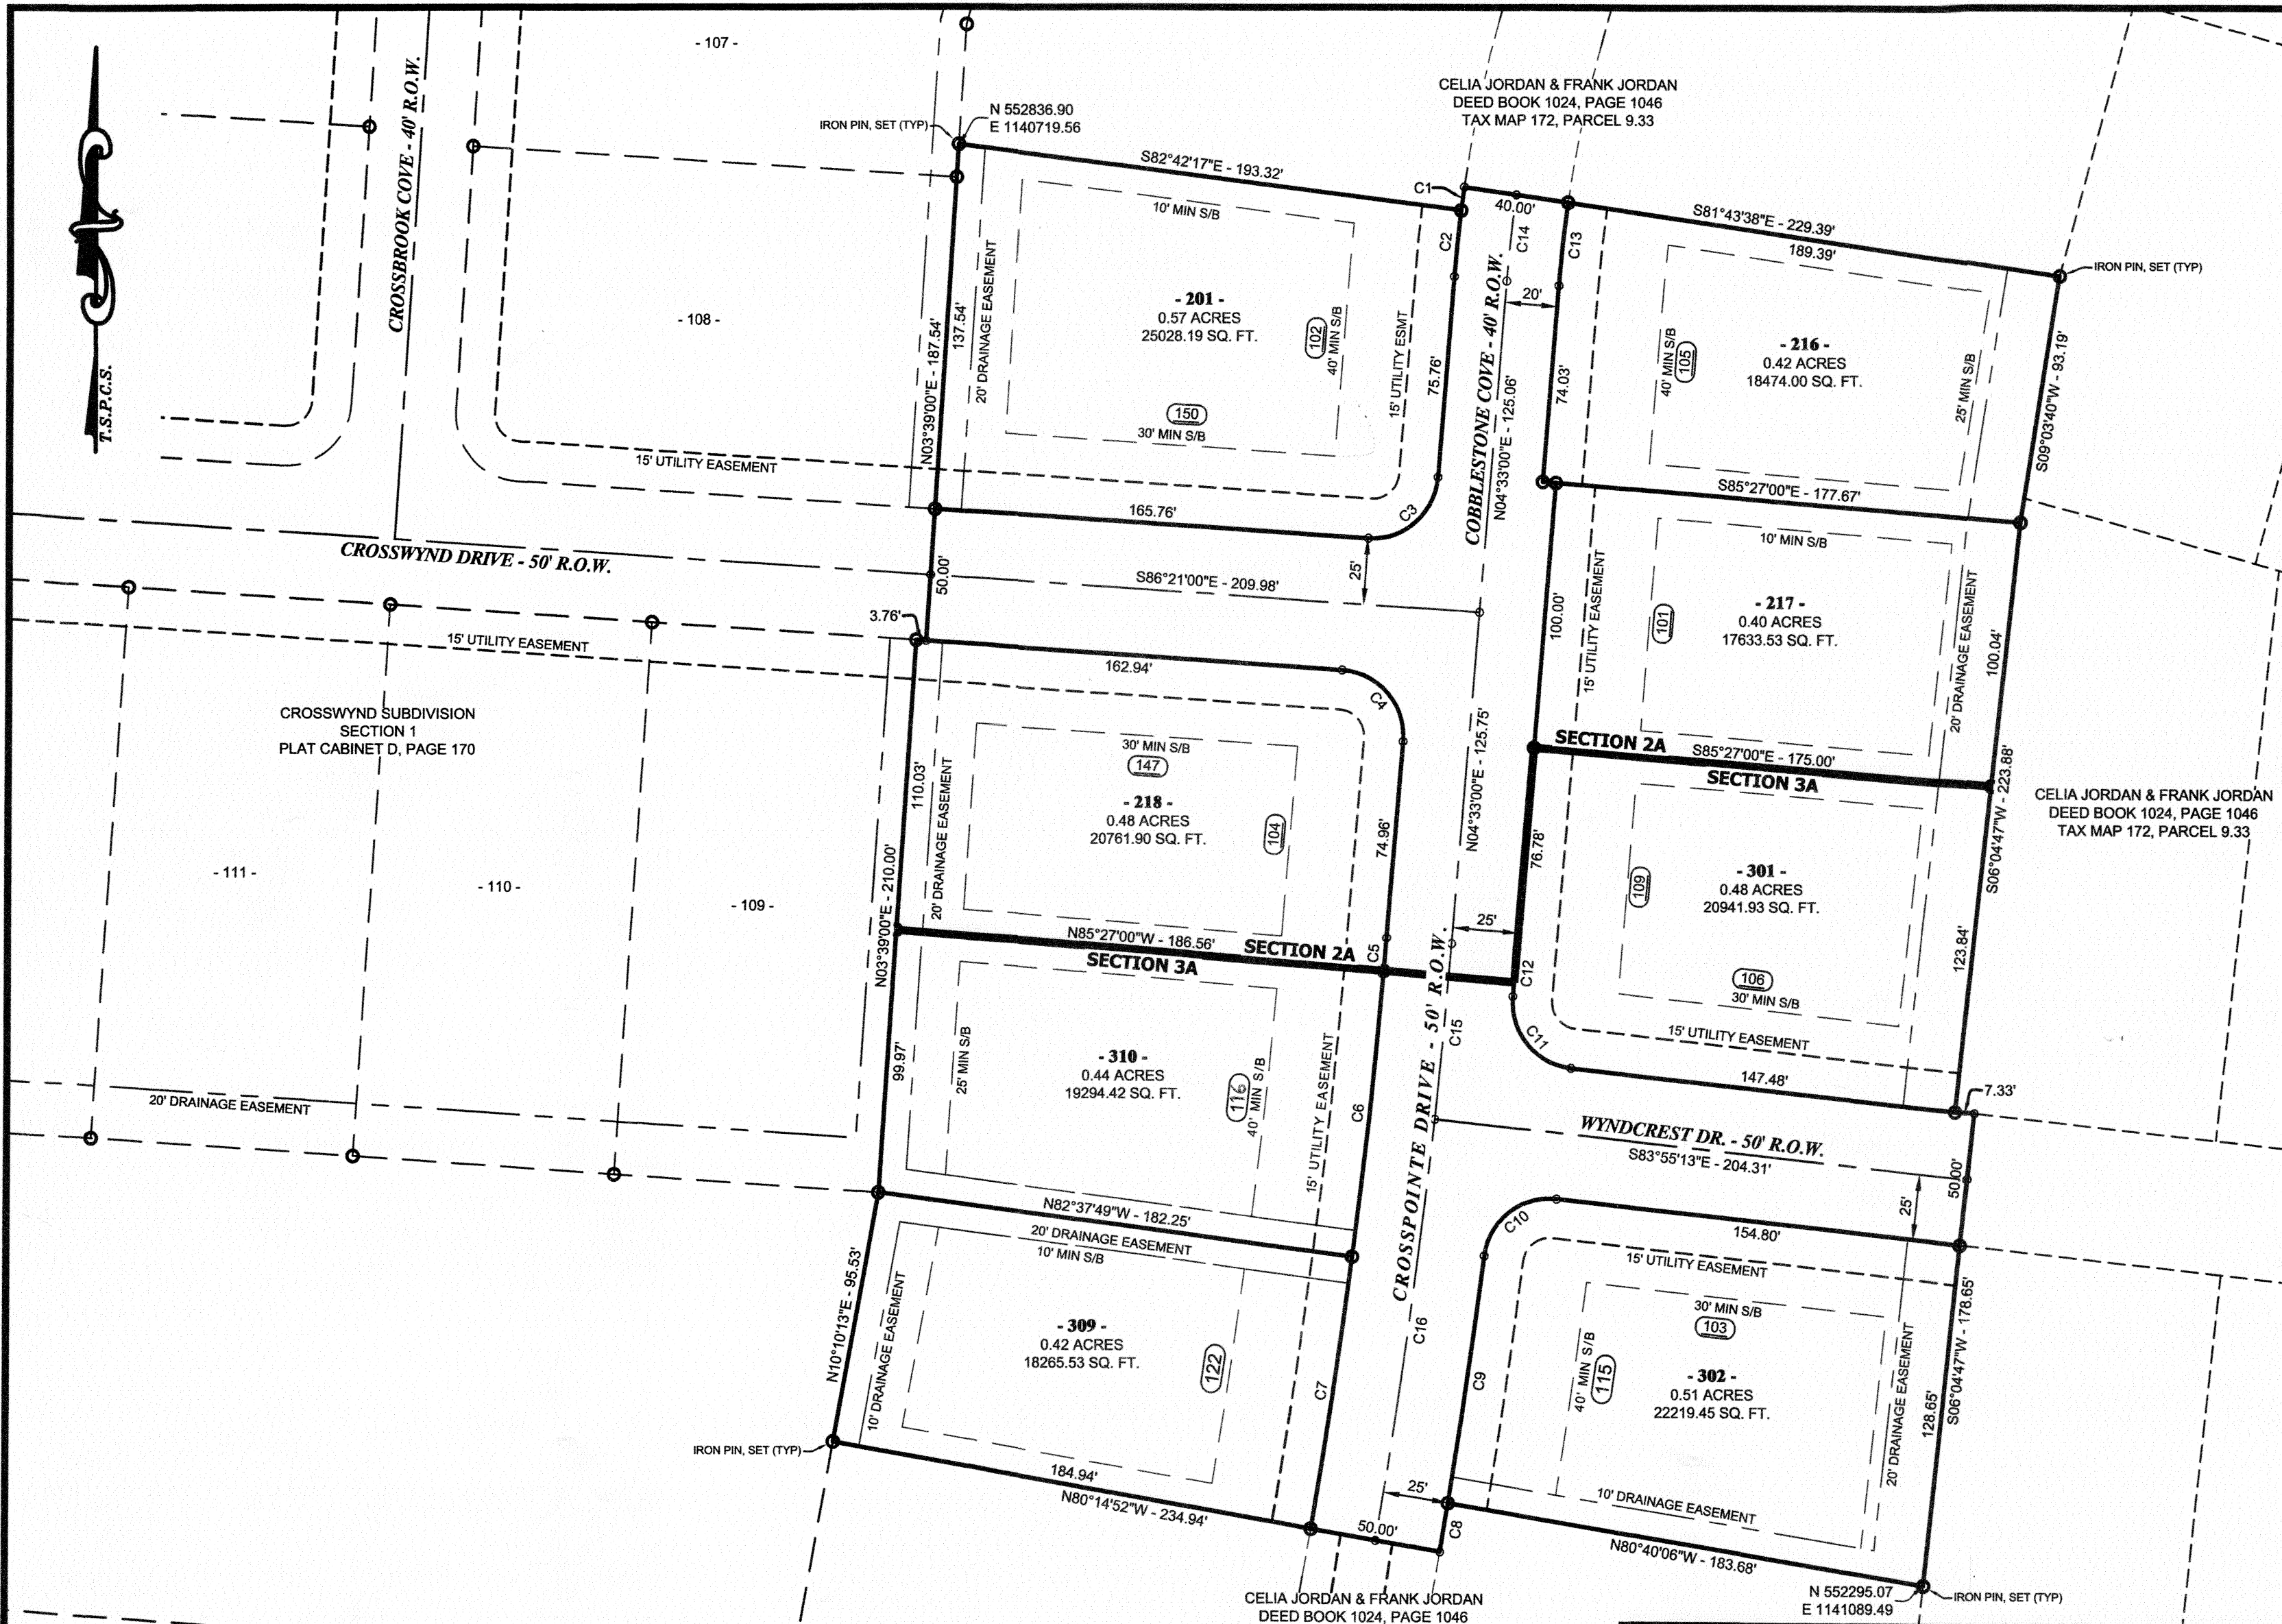 - 107 -
CELIA JORDAN & FRANK JORDAN
DEED BOOK 1024, PAGE 1046
TAX MAP 172, PARCEL 9.33
N 552836.90
E 1140719.56
IRON PIN, SET (TYP)
T.S.P.C.S.
CROSSBROOK COVE - 40' R.O.W.
S82°42'17"E - 193.32'
C1
40.00'
S81°43'38"E - 229.39'
189.39'
IRON PIN, SET (TYP)
10' MIN S/B
C2
C14
C13
20'
- 108 -
N03°39'00"E - 187.54'
137.54'
20' DRAINAGE EASEMENT
- 201 -
0.57 ACRES
25028.19 SQ. FT.
102
40' MIN S/B
150
30' MIN S/B
15' UTILITY ESMT
75.76'
COBBLESTONE COVE - 40' R.O.W.
N04°33'00"E - 125.06'
74.03'
40' MIN S/B
105
- 216 -
0.42 ACRES
18474.00 SQ. FT.
25' MIN S/B
S09°03'40"W - 93.19'
15' UTILITY EASEMENT
165.76'
C3
S85°27'00"E - 177.67'
CROSSWYND DRIVE - 50' R.O.W.
50.00'
S86°21'00"E - 209.98'
25'
10' MIN S/B
100.00'
15' UTILITY EASEMENT
101
- 217 -
0.40 ACRES
17633.53 SQ. FT.
20' DRAINAGE EASEMENT
100.04'
3.76'
15' UTILITY EASEMENT
162.94'
C4
CROSSWYND SUBDIVISION
SECTION 1
PLAT CABINET D, PAGE 170
110.03'
20' DRAINAGE EASEMENT
30' MIN S/B
147
- 218 -
0.48 ACRES
20761.90 SQ. FT.
104
74.96'
N04°33'00"E - 125.75'
SECTION 2A
S85°27'00"E - 175.00'
SECTION 3A
S06°04'47"W - 223.88'
CELIA JORDAN & FRANK JORDAN
DEED BOOK 1024, PAGE 1046
TAX MAP 172, PARCEL 9.33
- 111 -
- 110 -
- 109 -
N03°39'00"E - 210.00'
76.78'
109
- 301 -
0.48 ACRES
20941.93 SQ. FT.
123.84'
N85°27'00"W - 186.56'
SECTION 2A
SECTION 3A
C5
25'
C12
106
30' MIN S/B
15' UTILITY EASEMENT
99.97'
25' MIN S/B
- 310 -
0.44 ACRES
19294.42 SQ. FT.
116
40' MIN S/B
15' UTILITY EASEMENT
C6
CROSSPOINTE DRIVE - 50' R.O.W.
C15
C11
147.48'
7.33'
20' DRAINAGE EASEMENT
WYNDCREST DR. - 50' R.O.W.
S83°55'13"E - 204.31'
50.00'
25'
N82°37'49"W - 182.25'
20' DRAINAGE EASEMENT
10' MIN S/B
C10
154.80'
15' UTILITY EASEMENT
N10°10'13"E - 95.53'
10' DRAINAGE EASEMENT
- 309 -
0.42 ACRES
18265.53 SQ. FT.
122
C7
C16
C9
30' MIN S/B
103
40' MIN S/B
115
- 302 -
0.51 ACRES
22219.45 SQ. FT.
20' DRAINAGE EASEMENT
128.65'
S06°04'47"W - 178.65'
IRON PIN, SET (TYP)
184.94'
N80°14'52"W - 234.94'
25'
50.00'
C8
10' DRAINAGE EASEMENT
N80°40'06"W - 183.68'
N 552295.07
E 1141089.49
IRON PIN, SET (TYP)
CELIA JORDAN & FRANK JORDAN
DEED BOOK 1024, PAGE 1046